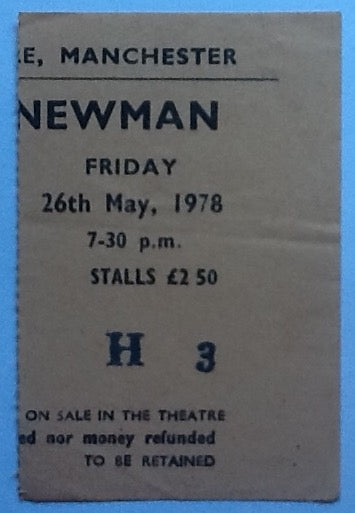 E, MANCHESTER
NEWMAN
FRIDAY
26th May, 1978
7-30 p.m.
STALLS £2 50
H 3
ON SALE IN THE THEATRE
ed nor money refunded
TO BE RETAINED